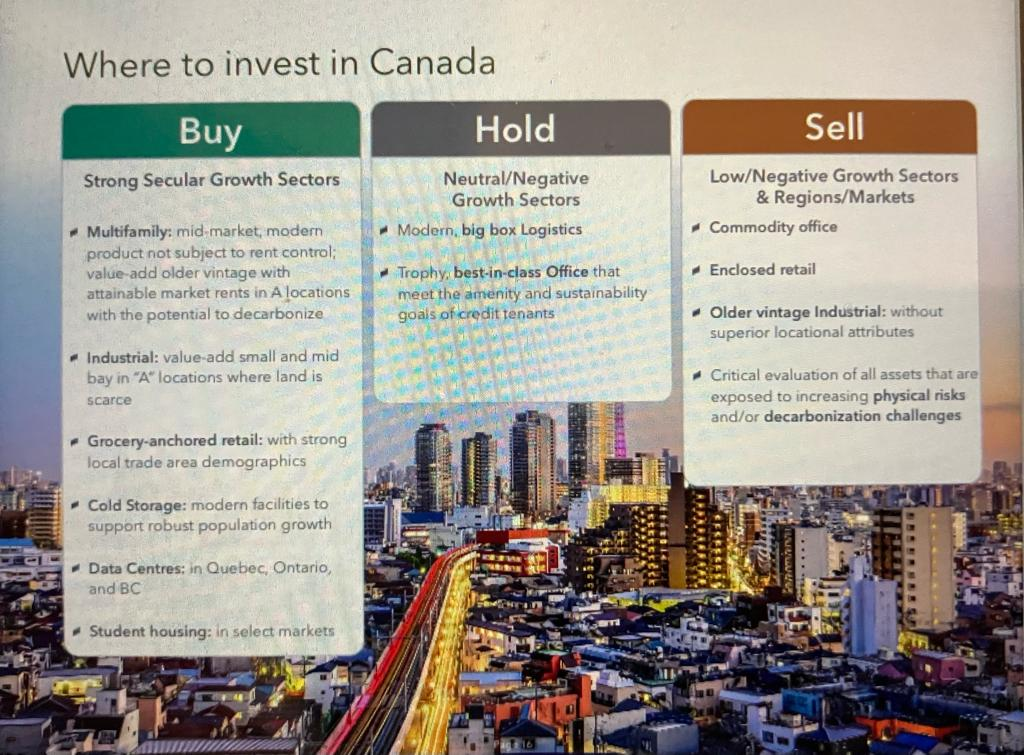 Where to invest in Canada
Buy
Strong Secular Growth Sectors
Multifamily: mid-market, modern
product not subject to rent control;
value-add older vintage with
attainable market rents in A locations
with the potential to decarbonize
Industrial: value-add small and mid
bay in "A" locations where land is
scarce
Grocery-anchored retail: with strong
local trade area demographics
Cold Storage: modern facilities to
support robust population growth
Data Centres: in Quebec, Ontario,
and BC
Student housing: in select markets
Hold
Neutral/Negative
Growth Sectors
Modern, big box Logistics
Trophy, best-in-class Office that
meet the amenity and sustainability
goals of credit tenants
Sell
Low/Negative Growth Sectors
& Regions/Markets
Commodity office
Enclosed retail
Older vintage Industrial: without
superior locational attributes
Critical evaluation of all assets that are
exposed to increasing physical risks
and/or decarbonization challenges